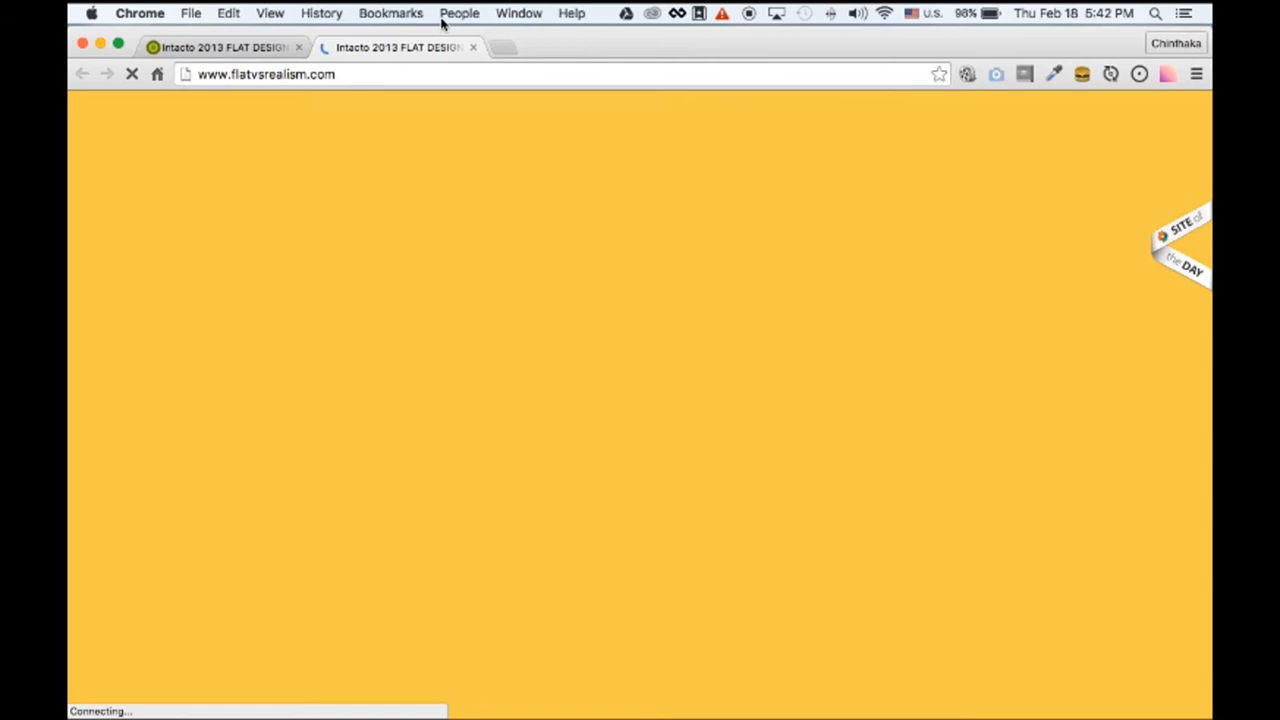 Chrome File Edit View History Bookmarks People Window Help U.S. 98% Thu Feb 18 5:42 PM
Intacto 2013 FLAT DESIGN Intacto 2013 FLAT DESIGN Chinthaka
www.flatvsrealism.com
SITE of
the DAY
Connecting...